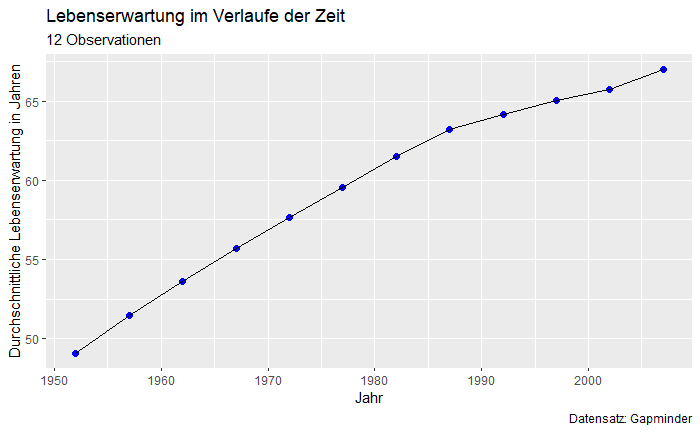 Lebenserwartung im Verlaufe der Zeit
12 Observationen
Durchschnittliche Lebenserwartung in Jahren
65
60
55
50
1950 1960 1970 1980 1990 2000
Jahr
Datensatz: Gapminder